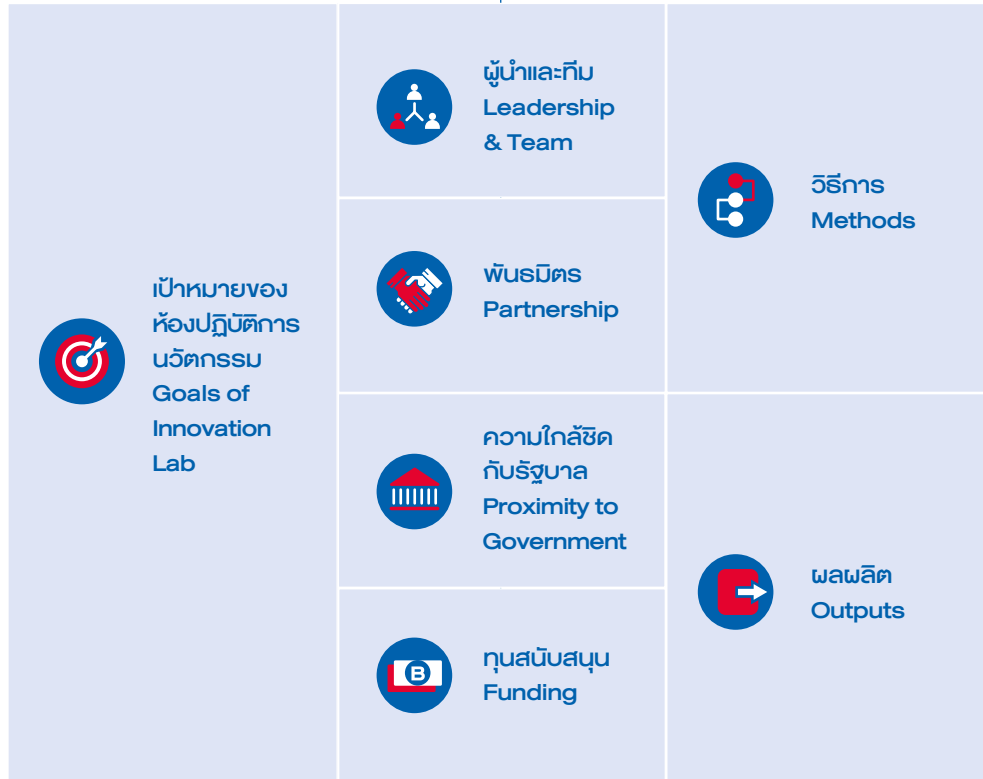 เป้าหมายของ
ห้องปฏิบัติการ
นวัตกรรม
Goals of
Innovation
Lab
ผู้นำและทีม
Leadership
& Team
พันธมิตร
Partnership
ความใกล้ชิด
กับรัฐบาล
Proximity to
Government
B
ทุนสนับสนุน
Funding
วิธีการ
Methods
ผลผลิต
Outputs